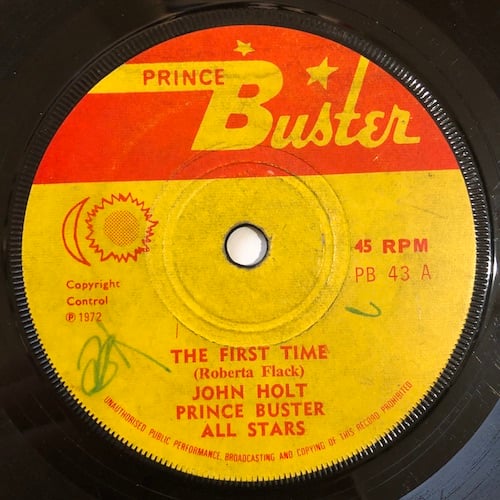 PRINCE
Buster
45 RPM
PB 43 A
Copyright
Control
℗ 1972
THE FIRST TIME
(Roberta Flack)
JOHN HOLT
PRINCE BUSTER
ALL STARS
UNAUTHORISED PUBLIC PERFORMANCE, BROADCASTING AND COPYING OF THIS RECORD PROHIBITED